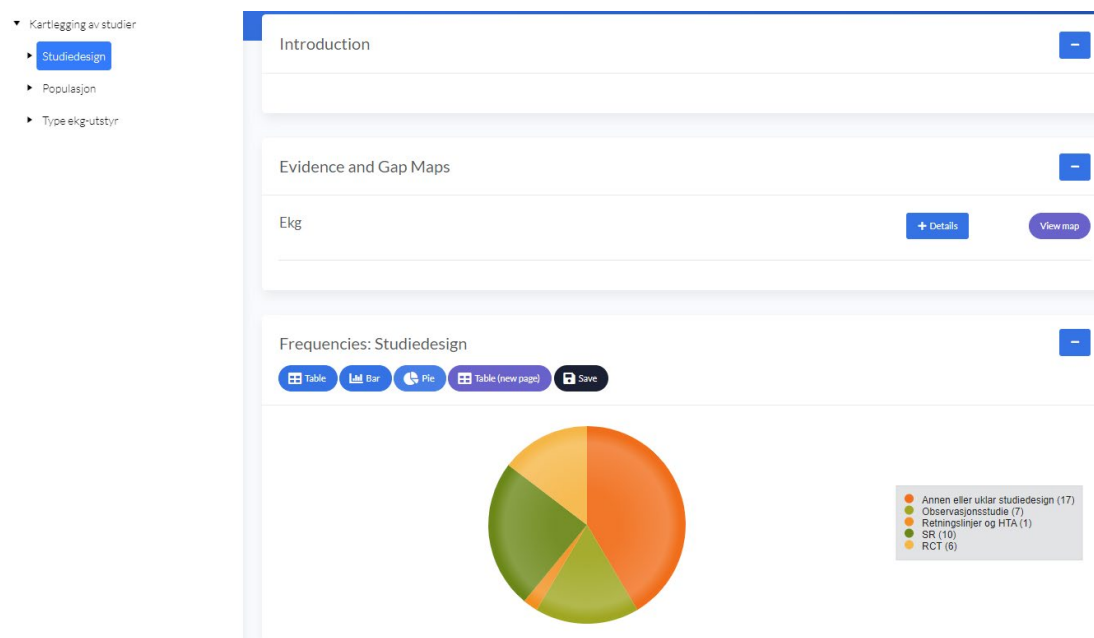 Kartlegging av studier
Studiedesign
Populasjon
Type ekg-utstyr
Introduction
Evidence and Gap Maps
Ekg
+ Details
View map
Frequencies: Studiedesign
Table Bar Pie Table (new page) Save
Annen eller uklar studiedesign (17)
Observasjonsstudie (7)
Retningslinjer og HTA (1)
SR (10)
RCT (6)